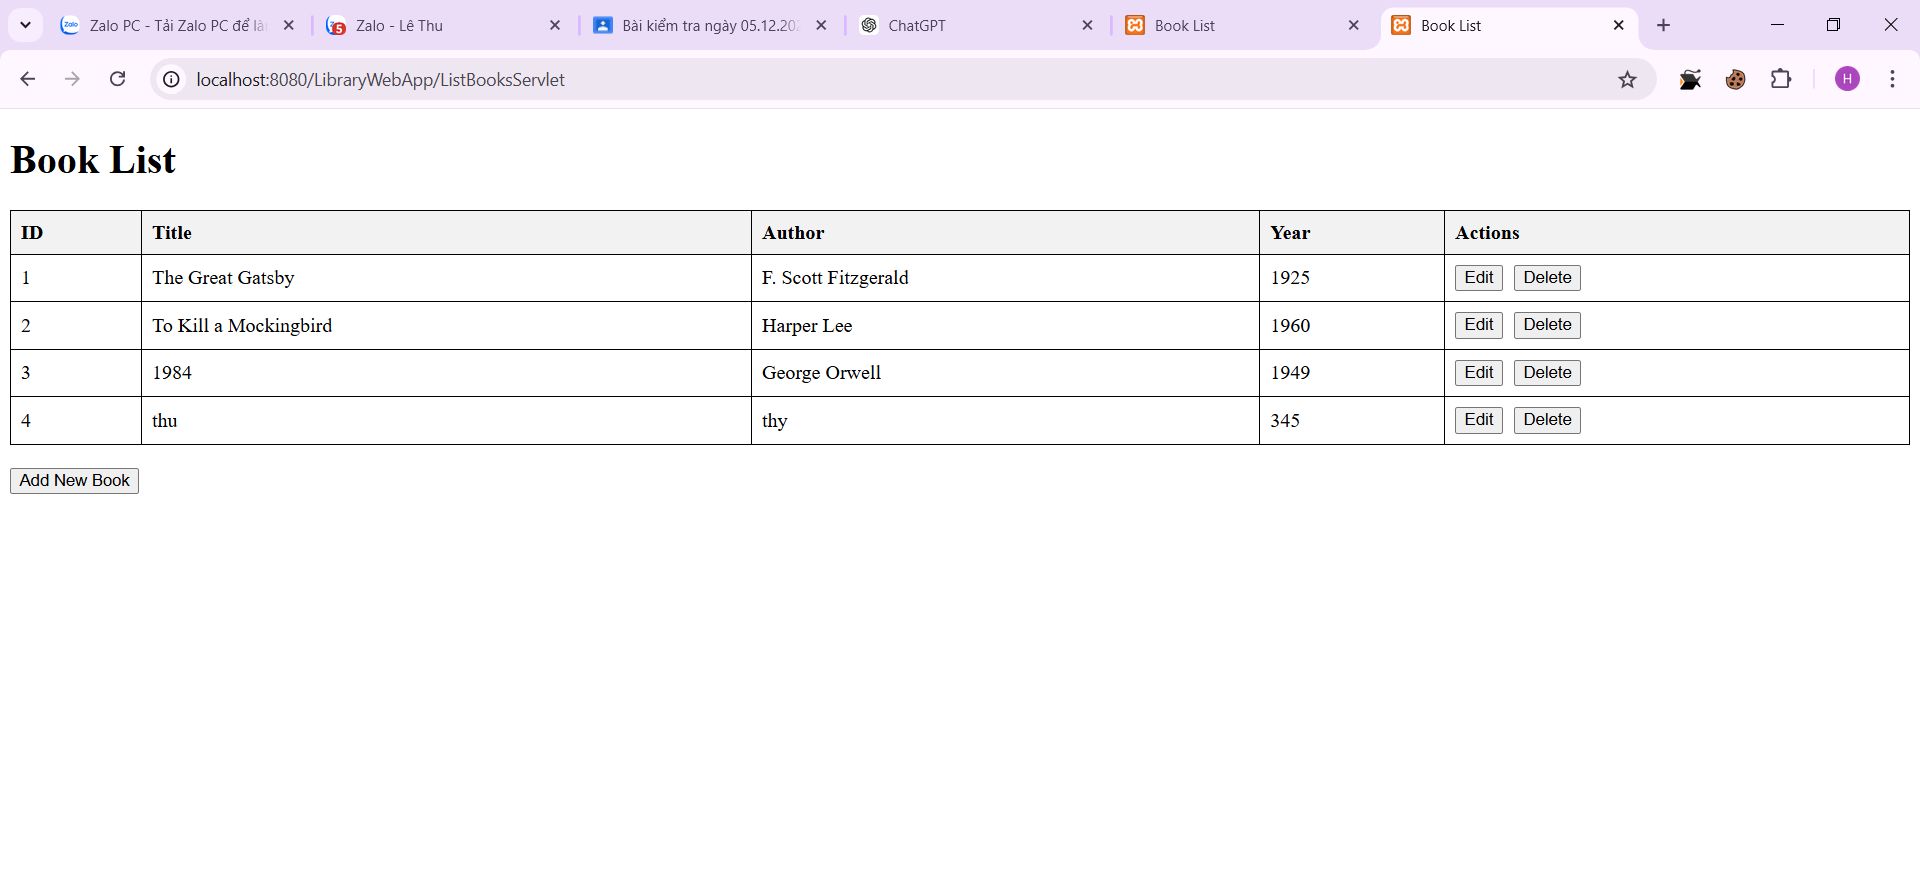 Zalo PC - Tải Zalo PC để là
Zalo - Lê Thu
Bài kiểm tra ngày 05.12.202
ChatGPT
Book List
Book List
localhost:8080/LibraryWebApp/ListBooksServlet
H
Book List
ID Title Author Year Actions
1 The Great Gatsby F. Scott Fitzgerald 1925 Edit Delete
2 To Kill a Mockingbird Harper Lee 1960 Edit Delete
3 1984 George Orwell 1949 Edit Delete
4 thu thy 345 Edit Delete
Add New Book